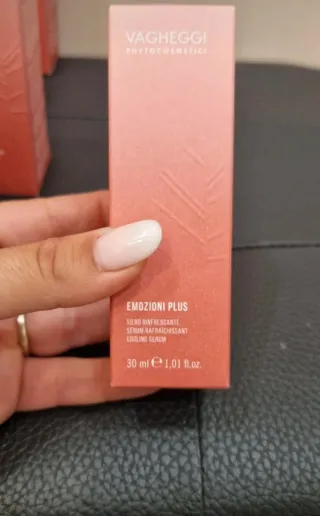 VAGHEGGI
PHYTOCOSMETICI
EMOZIONI PLUS
SIERO RINFRESCANTE
SÉRUM RAFRAÎCHISSANT
COOLING SERUM
30 ml ℮ 1,01 fl.oz.